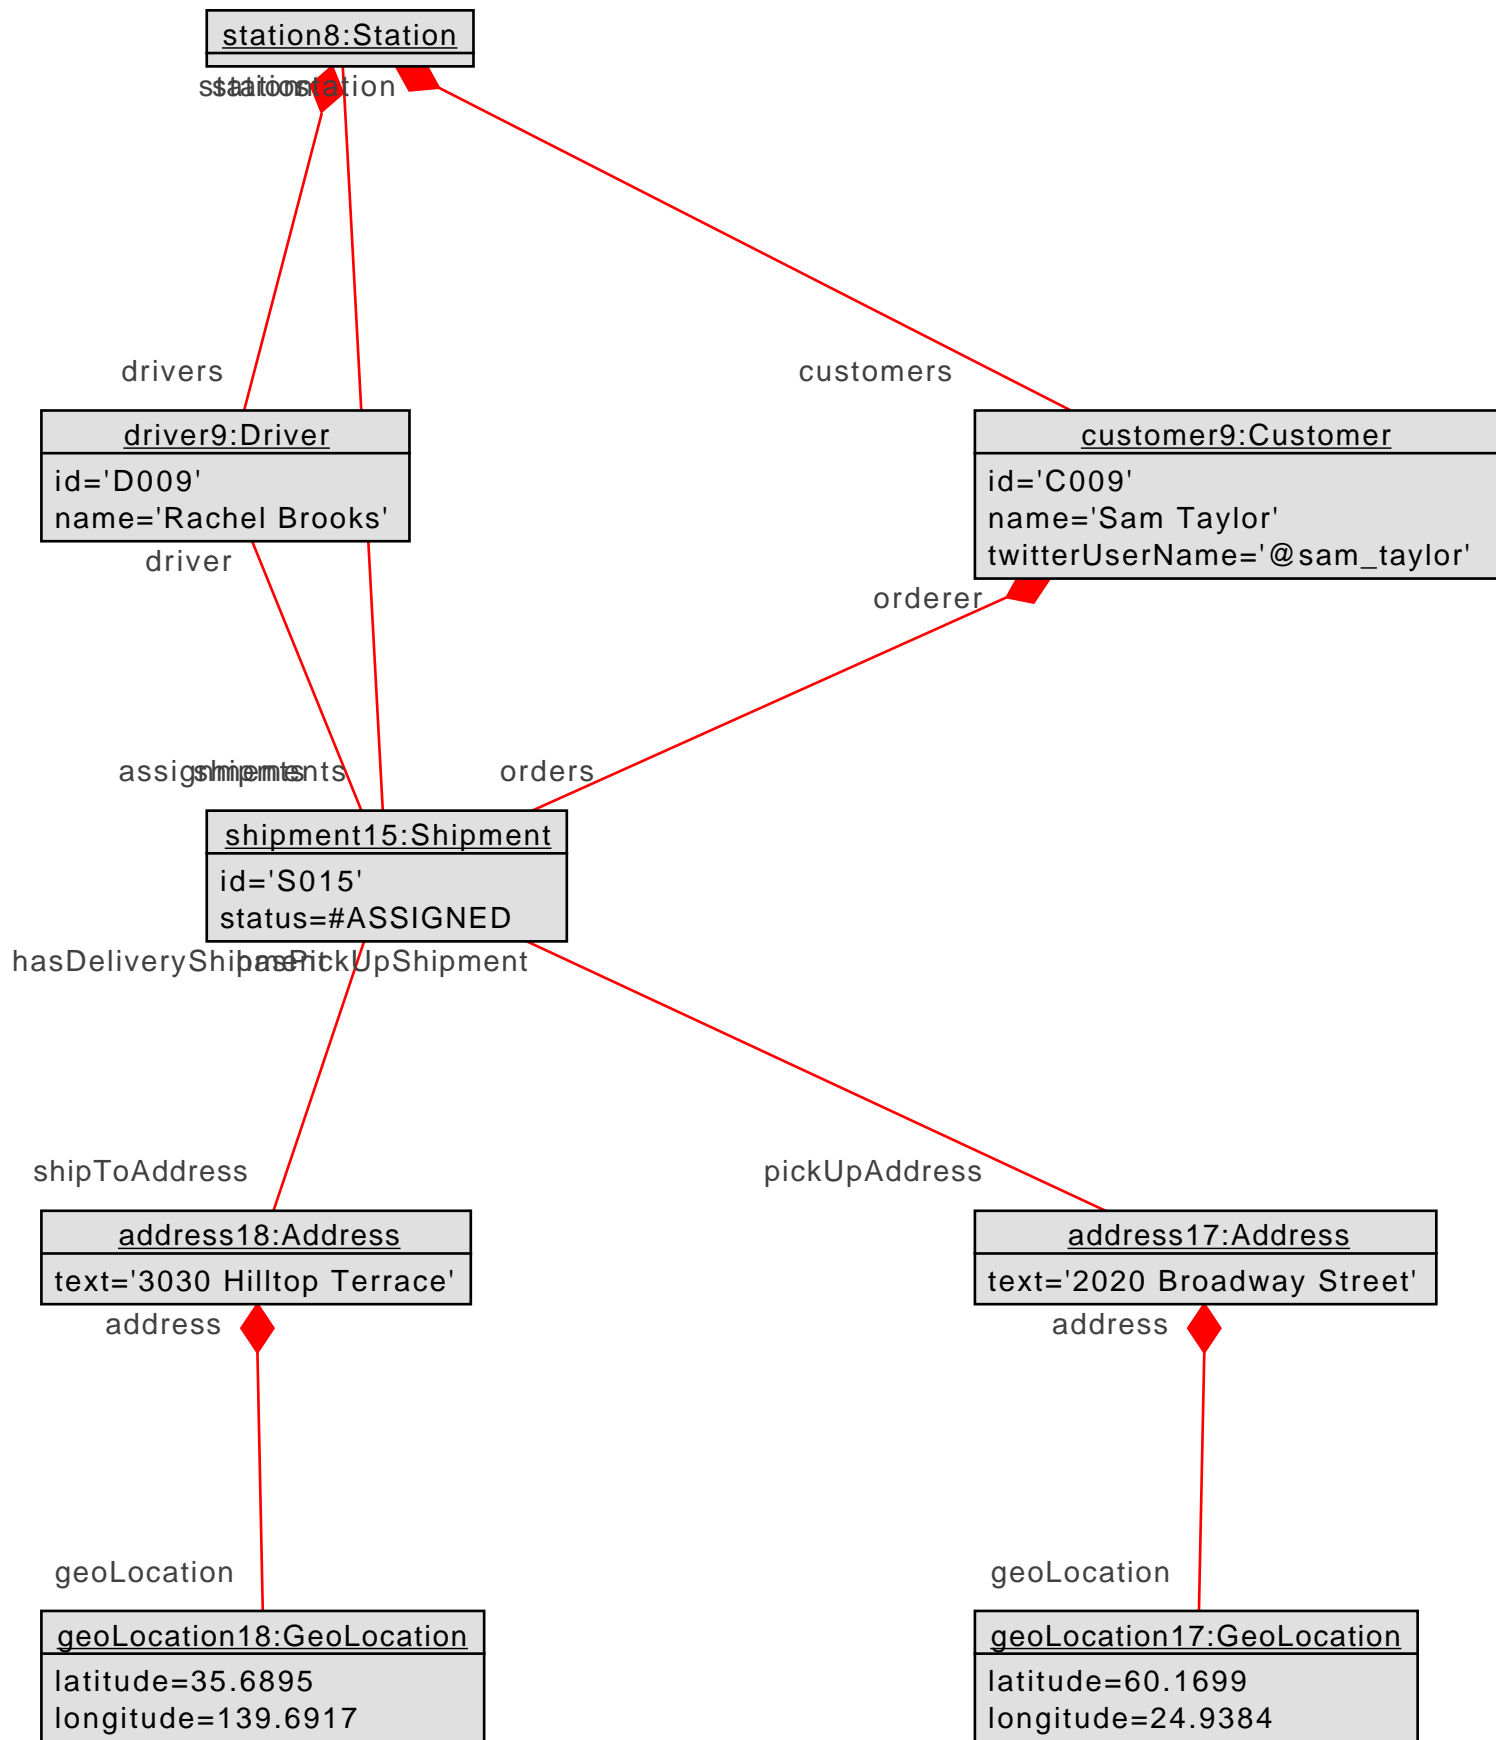 station8:Station
station
station
station
drivers
customers
driver9:Driver
id='D009'
name='Rachel Brooks'
driver
customer9:Customer
id='C009'
name='Sam Taylor'
twitterUserName='@sam_taylor'
orderer
assignments
shipments
orders
shipment15:Shipment
id='S015'
status=#ASSIGNED
hasDeliveryShipment
hasPickUpShipment
shipToAddress
pickUpAddress
address18:Address
text='3030 Hilltop Terrace'
address
address17:Address
text='2020 Broadway Street'
address
geoLocation
geoLocation
geoLocation18:GeoLocation
latitude=35.6895
longitude=139.6917
geoLocation17:GeoLocation
latitude=60.1699
longitude=24.9384